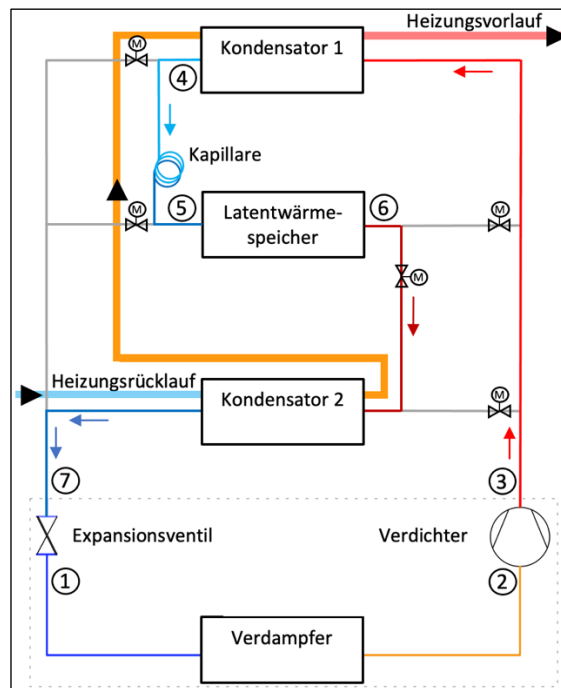 Heizungsvorlauf
M
Kondensator 1
4
Kapillare
M
5
6
M
Latentwärme-
speicher
M
Heizungsrücklauf
Kondensator 2
M
7
3
Expansionsventil
Verdichter
1
2
Verdampfer